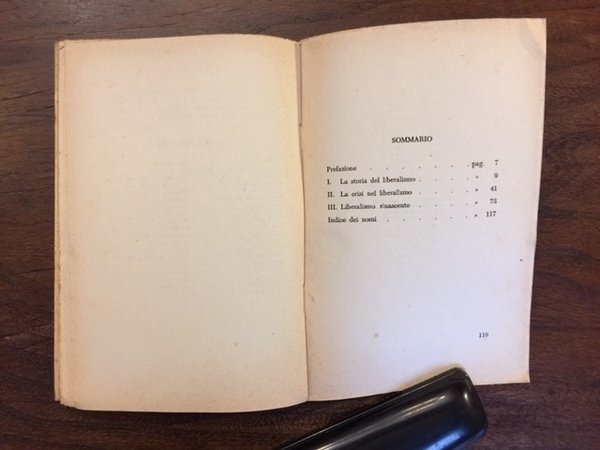 SOMMARIO
Prefazione . . . . . . . pag. 7
I. La storia del liberalismo . . . . . » 9
II. La crisi nel liberalismo . . . . . » 41
III. Liberalismo rinascente . . . . . » 73
Indice dei nomi . . . . . . » 117
119